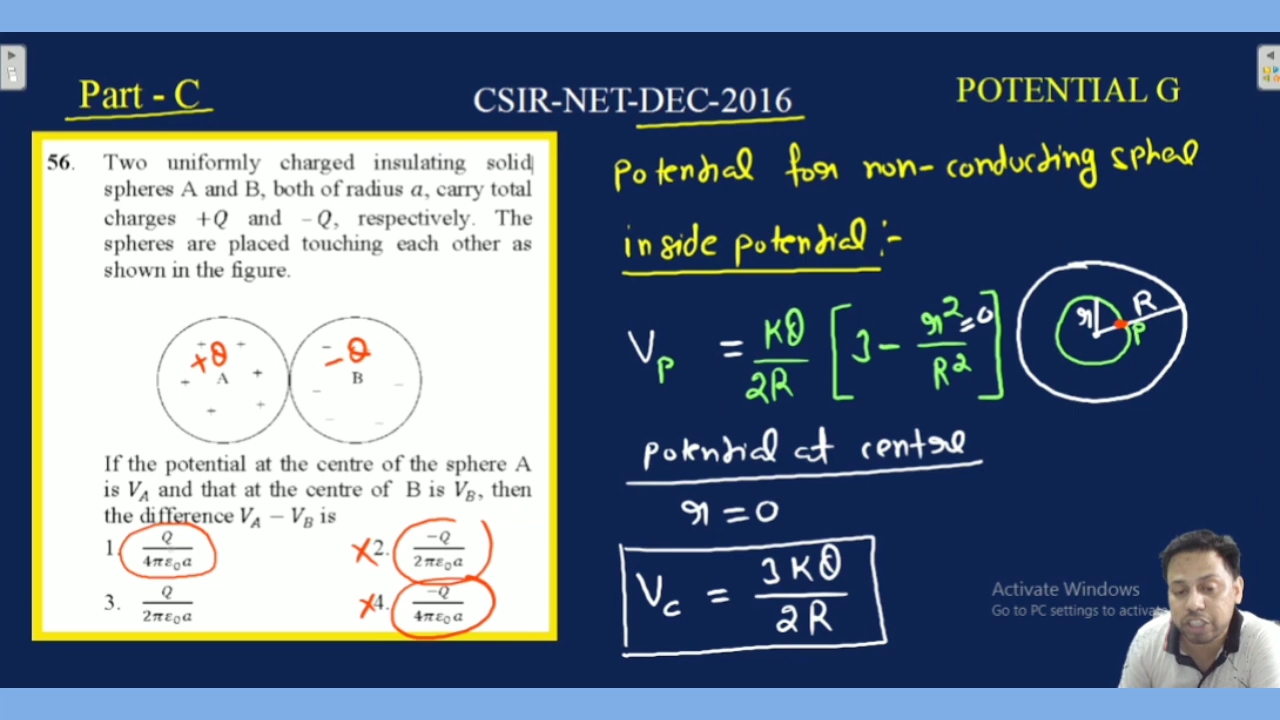 Part - C
CSIR-NET-DEC-2016
POTENTIAL G
56. Two uniformly charged insulating solid
spheres A and B, both of radius a, carry total
charges +Q and −Q, respectively. The
spheres are placed touching each other as
shown in the figure.
+Q
−Q
A
B
If the potential at the centre of the sphere A
is V_A and that at the centre of B is V_B, then
the difference V_A − V_B is
1. Q/4πε₀a
×2. −Q/2πε₀a
3. Q/2πε₀a
×4. −Q/4πε₀a
Potential for non-conducting spher
inside potential :-
V_P = KQ/2R [3 − r²=0/R²]
r R P
potential at centre
r = 0
V_c = 3KQ/2R
Activate Windows
Go to PC settings to activate